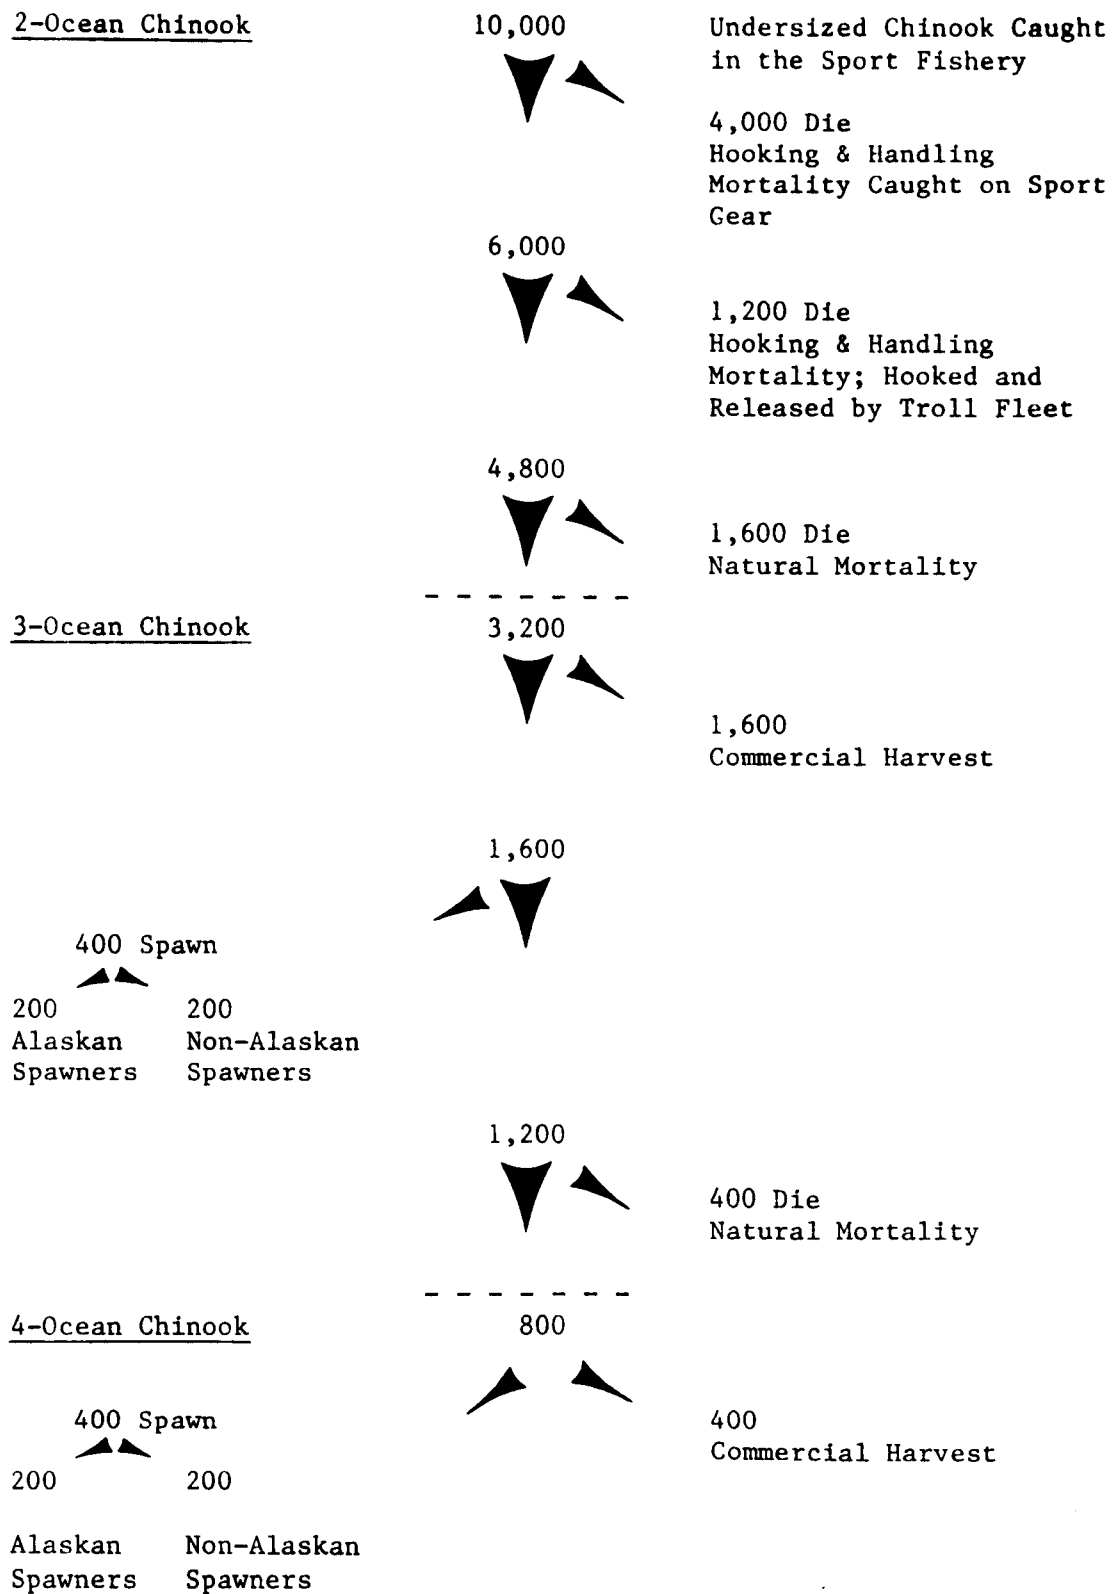 2-Ocean Chinook
10,000
Undersized Chinook Caught
in the Sport Fishery
4,000 Die
Hooking & Handling
Mortality Caught on Sport
Gear
6,000
1,200 Die
Hooking & Handling
Mortality; Hooked and
Released by Troll Fleet
4,800
1,600 Die
Natural Mortality
3-Ocean Chinook
3,200
1,600
Commercial Harvest
1,600
400 Spawn
200
Alaskan
Spawners
200
Non-Alaskan
Spawners
1,200
400 Die
Natural Mortality
4-Ocean Chinook
800
400 Spawn
200
Alaskan
Spawners
200
Non-Alaskan
Spawners
400
Commercial Harvest